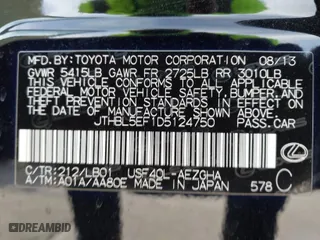 MFD.BY:TOYOTA MOTOR CORPORATION 08/13
GVWR 5415LB GAWR FR 2725LB RR 3010LB
THIS VEHICLE CONFORMS TO ALL APPLICABLE
FEDERAL MOTOR VEHICLE SAFETY, BUMPER, AND
THEFT PREVENTION STANDARDS IN EFFECT ON
THE DATE OF MANUFACTURE SHOWN ABOVE.
JTHBL5EF1D5124750 PASS.CAR
C/TR:212/LB01 USF40L-AEZGHA
A/TM:A01A/AA80E MADE IN JAPAN 578 C
AUTOBIDCAR